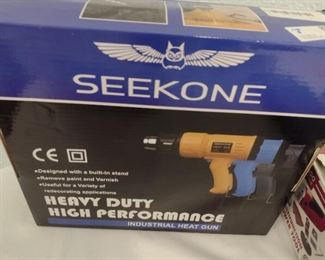 SEEKONE
CE
•Designed with a built-in stand
•Remove paint and Varnish
•Useful for a Variety of
redecorating applications
HEAVY DUTY
HIGH PERFORMANCE
INDUSTRIAL HEAT GUN